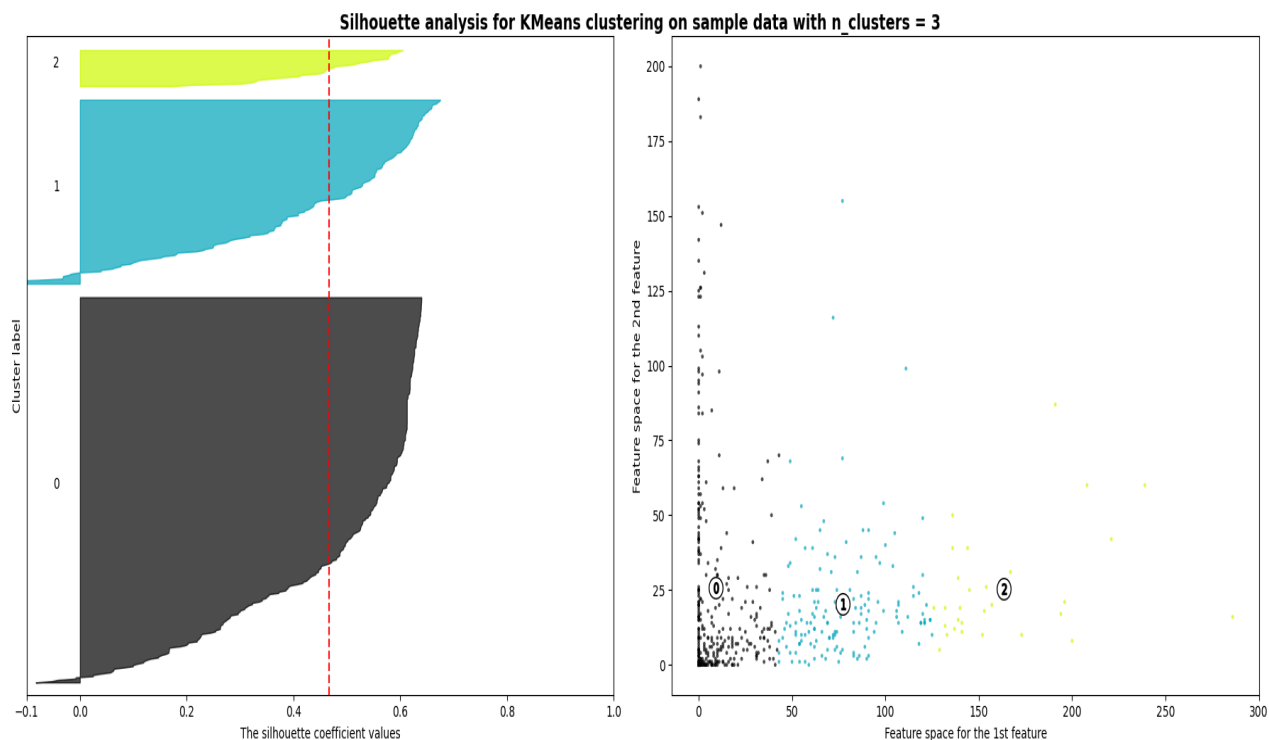 Silhouette analysis for KMeans clustering on sample data with n_clusters = 3
2
1
0
Cluster label
−0.1 0.0 0.2 0.4 0.6 0.8 1.0
The silhouette coefficient values
200
175
150
125
100
75
50
25
0
Feature space for the 2nd feature
0 1 2
0 50 100 150 200 250 300
Feature space for the 1st feature